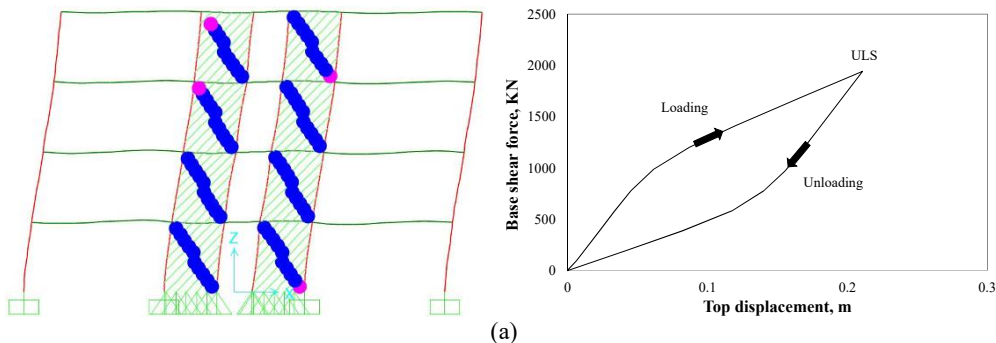 Z
X
Base shear force, KN
2500
2000
1500
1000
500
0
ULS
Loading
Unloading
0
0.1
0.2
0.3
Top displacement, m
(a)